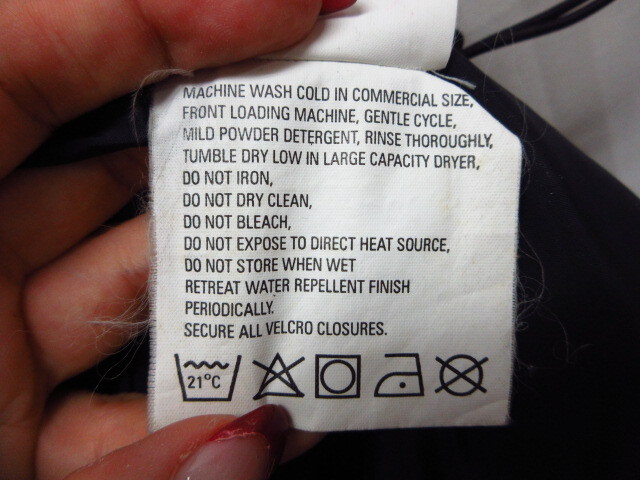 MACHINE WASH COLD IN COMMERCIAL SIZE,
FRONT LOADING MACHINE, GENTLE CYCLE,
MILD POWDER DETERGENT, RINSE THOROUGHLY,
TUMBLE DRY LOW IN LARGE CAPACITY DRYER,
DO NOT IRON,
DO NOT DRY CLEAN,
DO NOT BLEACH,
DO NOT EXPOSE TO DIRECT HEAT SOURCE,
DO NOT STORE WHEN WET
RETREAT WATER REPELLENT FINISH
PERIODICALLY.
SECURE ALL VELCRO CLOSURES.
21°C